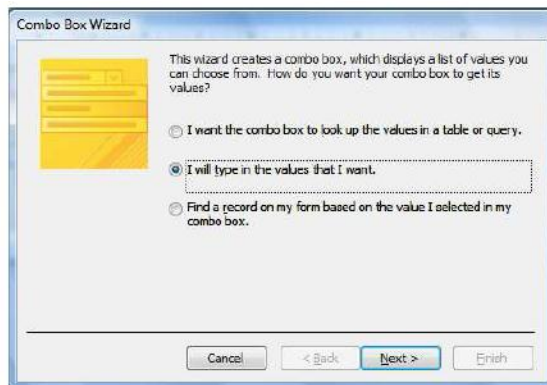 Combo Box Wizard
This wizard creates a combo box, which displays a list of values you
can choose from. How do you want your combo box to get its
values?
I want the combo box to look up the values in a table or query.
I will type in the values that I want.
Find a record on my form based on the value I selected in my
combo box.
Cancel
< Back
Next >
Finish